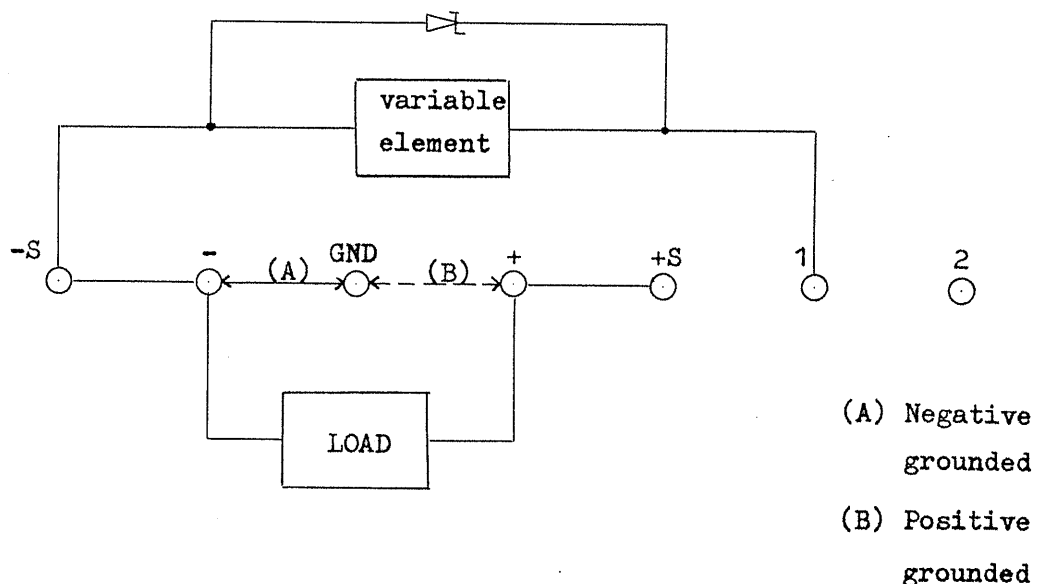 variable
element
-S
-
(A)
GND
(B)
+
+S
1
2
LOAD
(A) Negative
grounded
(B) Positive
grounded